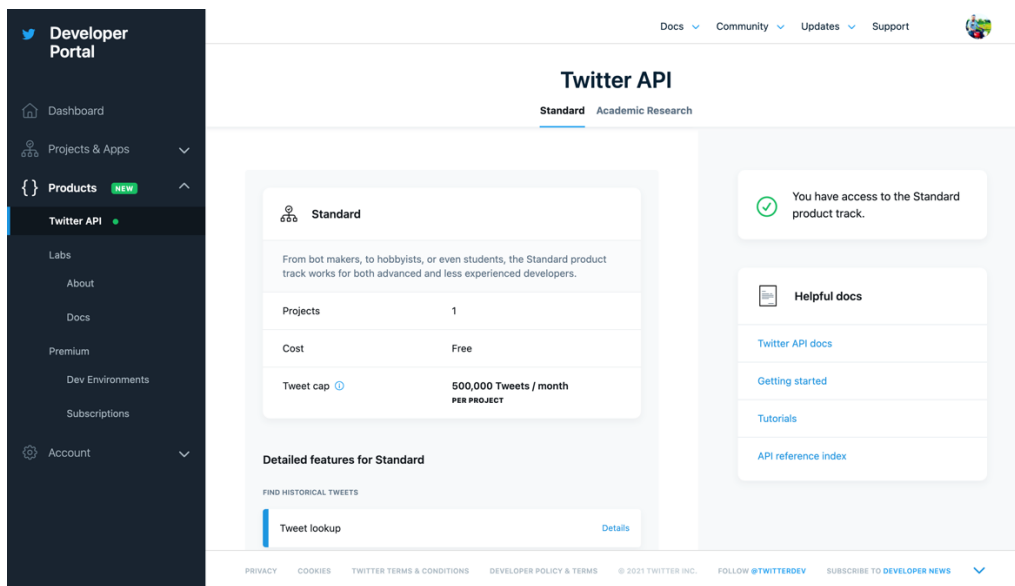 Developer
Portal
Dashboard
Projects & Apps
{ } Products NEW
Twitter API
Labs
About
Docs
Premium
Dev Environments
Subscriptions
Account
Docs Community Updates Support
Twitter API
Standard Academic Research
Standard
From bot makers, to hobbyists, or even students, the Standard product
track works for both advanced and less experienced developers.
Projects 1
Cost Free
Tweet cap 500,000 Tweets / month
PER PROJECT
Detailed features for Standard
FIND HISTORICAL TWEETS
Tweet lookup Details
You have access to the Standard
product track.
Helpful docs
Twitter API docs
Getting started
Tutorials
API reference index
PRIVACY COOKIES TWITTER TERMS & CONDITIONS DEVELOPER POLICY & TERMS © 2021 TWITTER INC. FOLLOW @TWITTERDEV SUBSCRIBE TO DEVELOPER NEWS